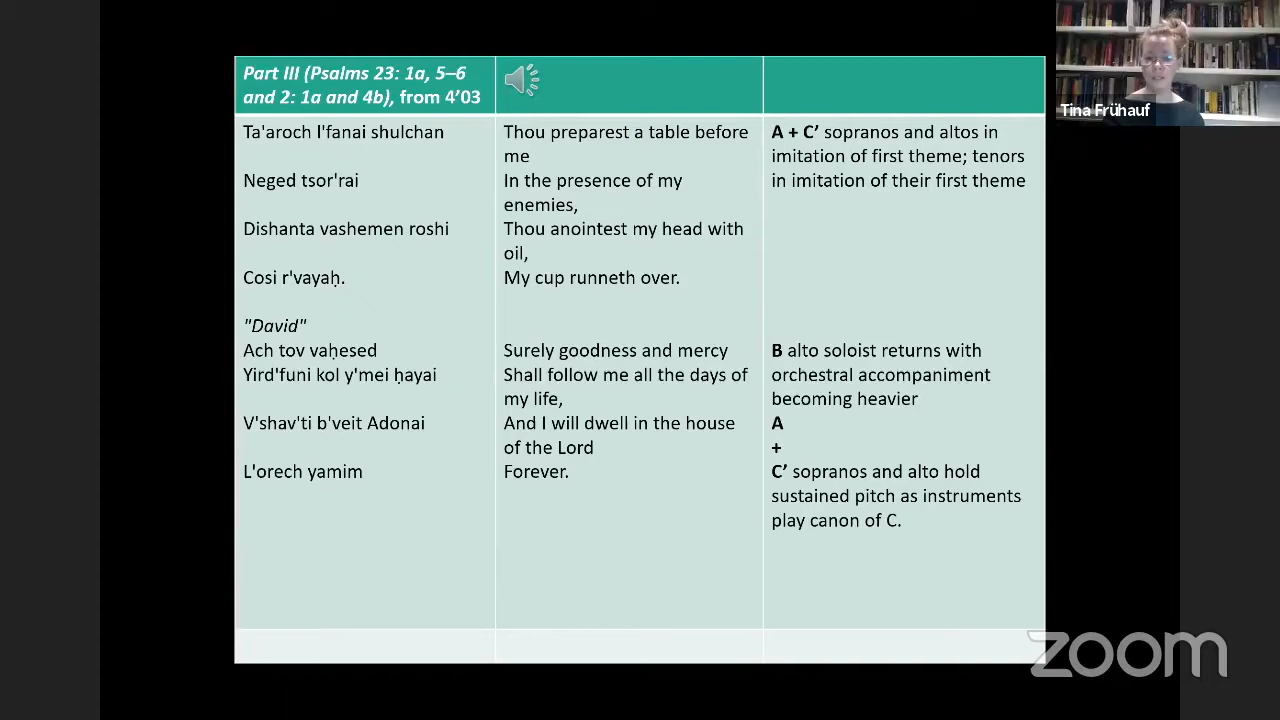 Part III (Psalms 23: 1a, 5–6
and 2: 1a and 4b), from 4’03
Ta'aroch l'fanai shulchan
Neged tsor'rai
Dishanta vashemen roshi
Cosi r'vayaḥ.
"David"
Ach tov vaḥesed
Yird'funi kol y'mei ḥayai
V'shav'ti b'veit Adonai
L'orech yamim
Thou preparest a table before
me
In the presence of my
enemies,
Thou anointest my head with
oil,
My cup runneth over.
Surely goodness and mercy
Shall follow me all the days of
my life,
And I will dwell in the house
of the Lord
Forever.
A + C’ sopranos and altos in
imitation of first theme; tenors
in imitation of their first theme
B alto soloist returns with
orchestral accompaniment
becoming heavier
A
+
C’ sopranos and alto hold
sustained pitch as instruments
play canon of C.
Tina Frühauf
zoom